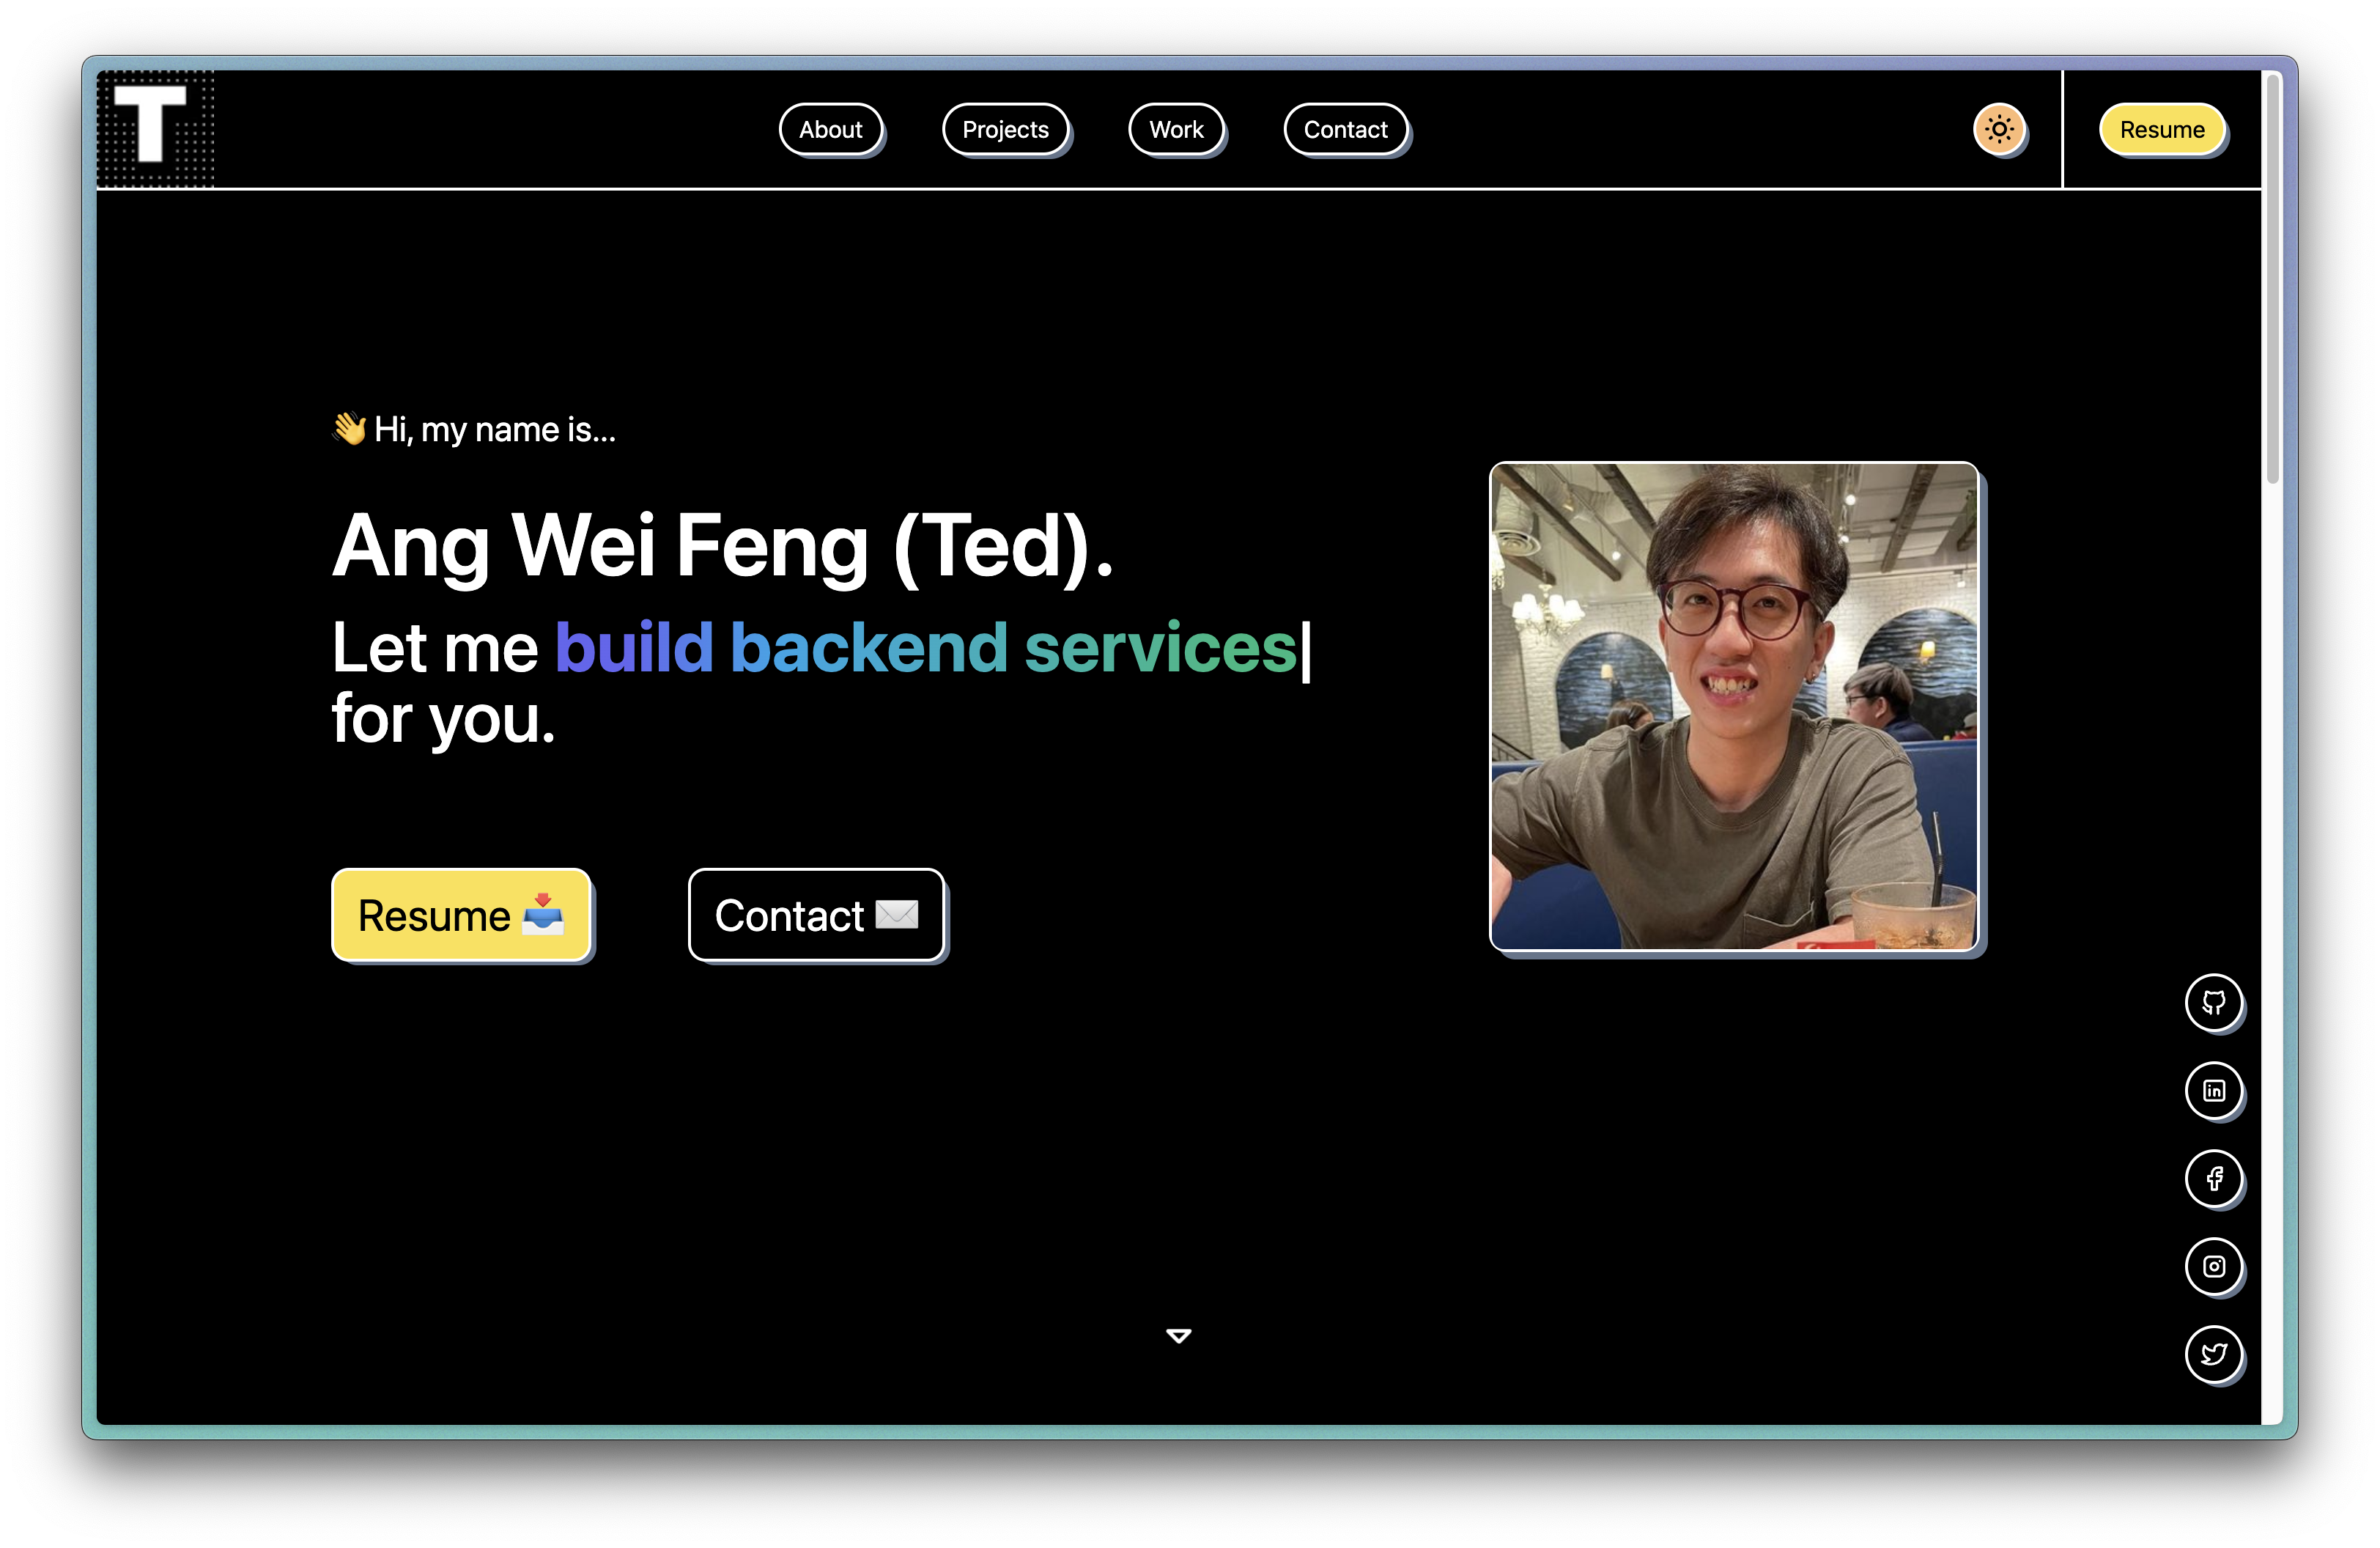 T
About
Projects
Work
Contact
Resume
👋 Hi, my name is...
Ang Wei Feng (Ted).
Let me build backend services|
for you.
Resume 📥
Contact ✉️